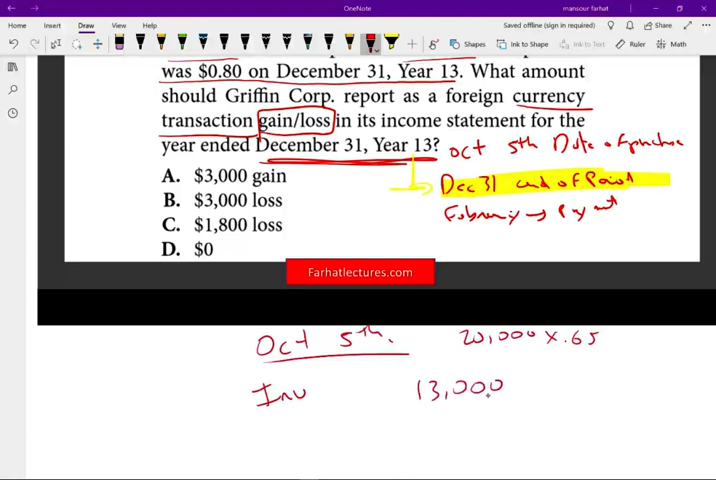 OneNote
mansour farhat
Home Insert Draw View Help
Saved offline (sign in required)
Share
Shapes Ink to Shape Ink to Text Ruler Math
was $0.80 on December 31, Year 13. What amount
should Griffin Corp. report as a foreign currency
transaction gain/loss in its income statement for the
year ended December 31, Year 13?
Oct 5th Date of purchase
A. $3,000 gain
Dec 31 end of Period
B. $3,000 loss
February → Payment
C. $1,800 loss
D. $0
Farhatlectures.com
Oct 5th. 20,000 x .65
Inv 13,000